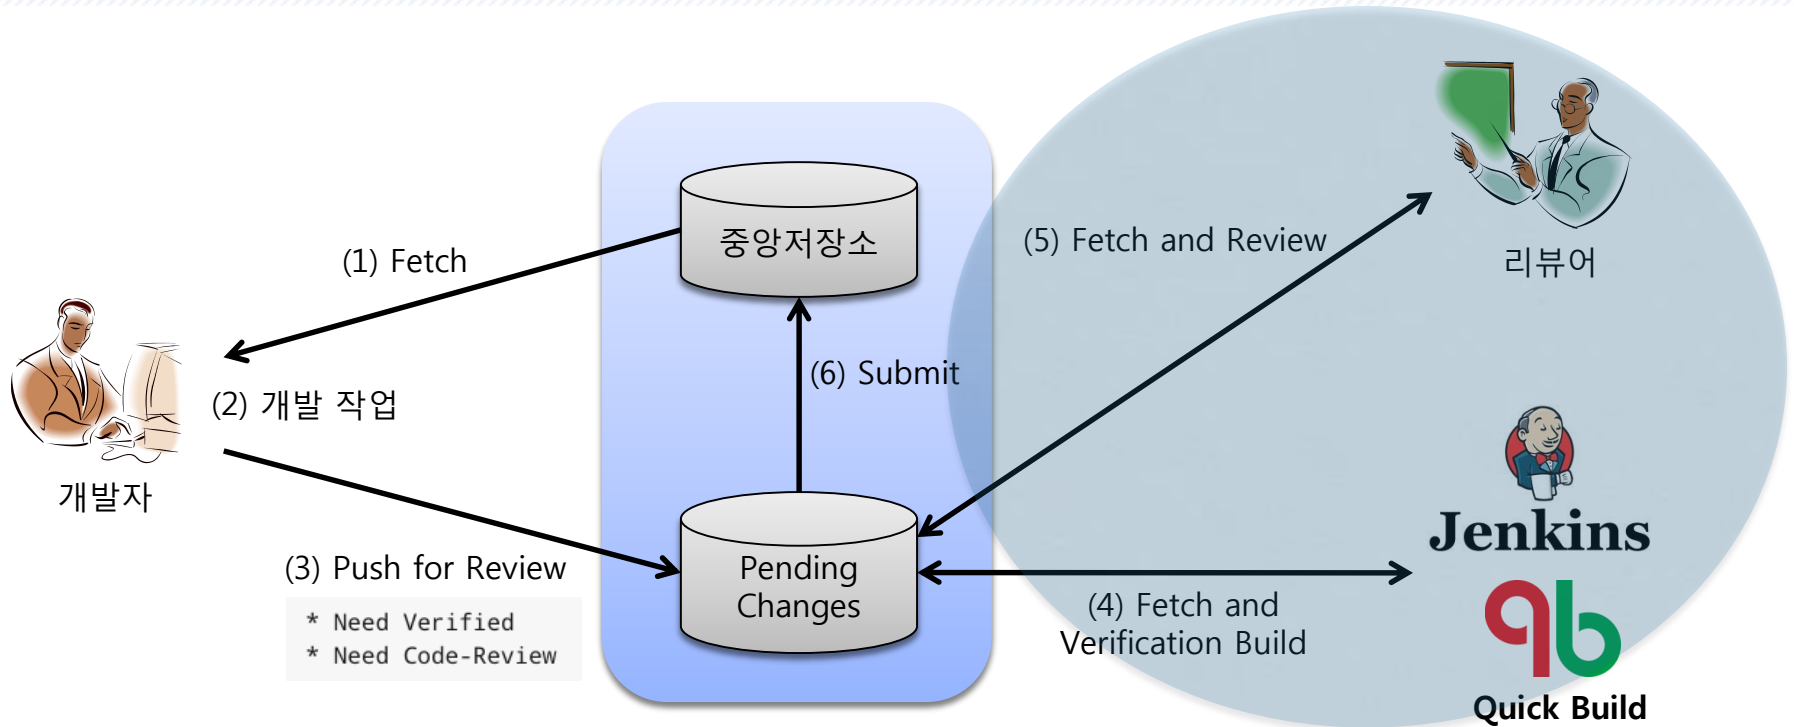 (1) Fetch
중앙저장소
(5) Fetch and Review
리뷰어
(2) 개발 작업
(6) Submit
개발자
(3) Push for Review
* Need Verified
* Need Code-Review
Pending
Changes
(4) Fetch and
Verification Build
Jenkins
qb
Quick Build